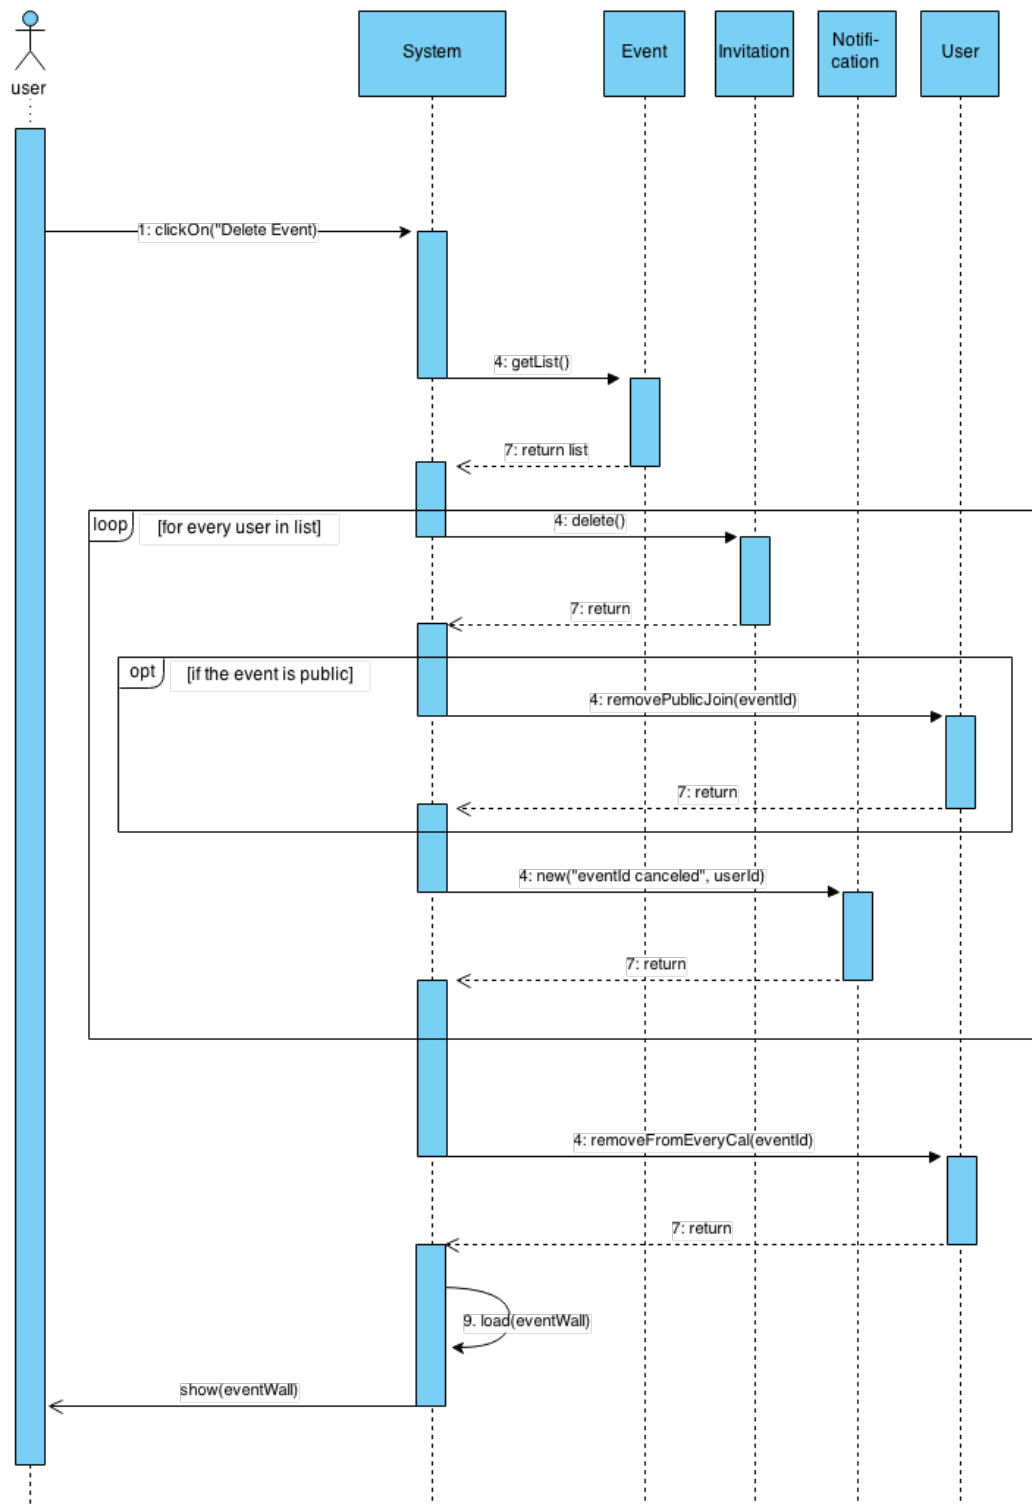 user
System
Event
Invitation
Notifi-
cation
User
1: clickOn("Delete Event)
4: getList()
7: return list
loop
[for every user in list]
4: delete()
7: return
opt
[if the event is public]
4: removePublicJoin(eventId)
7: return
4: new("eventId canceled", userId)
7: return
4: removeFromEveryCal(eventId)
7: return
9. load(eventWall)
show(eventWall)